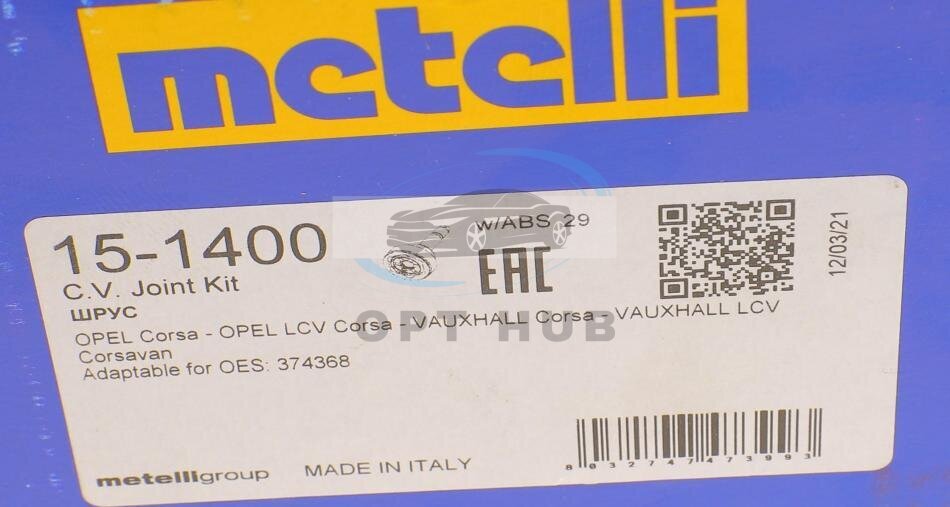 metelli
15-1400
w/ABS 29
EAC
12/03/21
C.V. Joint Kit
ШРУС
OPEL Corsa - OPEL LCV Corsa - VAUXHALL Corsa - VAUXHALL LCV
Corsavan
Adaptable for OES: 374368
OPT HUB
metelligroup
MADE IN ITALY
8032747473993